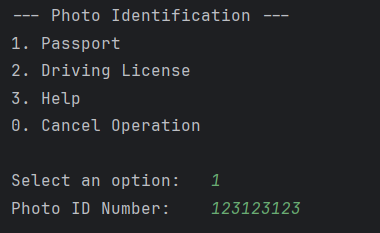 --- Photo Identification ---
1. Passport
2. Driving License
3. Help
0. Cancel Operation
Select an option: 1
Photo ID Number: 123123123